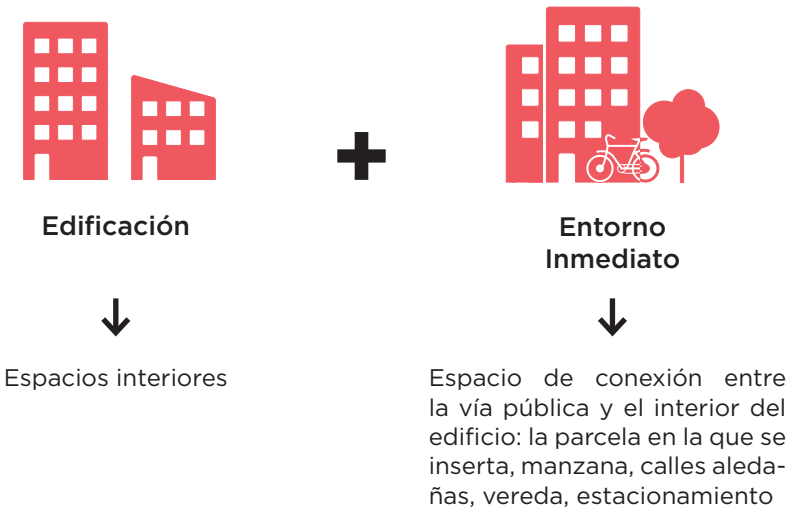 Edificación
Espacios interiores
Entorno
Inmediato
Espacio de conexión entre
la vía pública y el interior del
edificio: la parcela en la que se
inserta, manzana, calles aleda-
ñas, vereda, estacionamiento